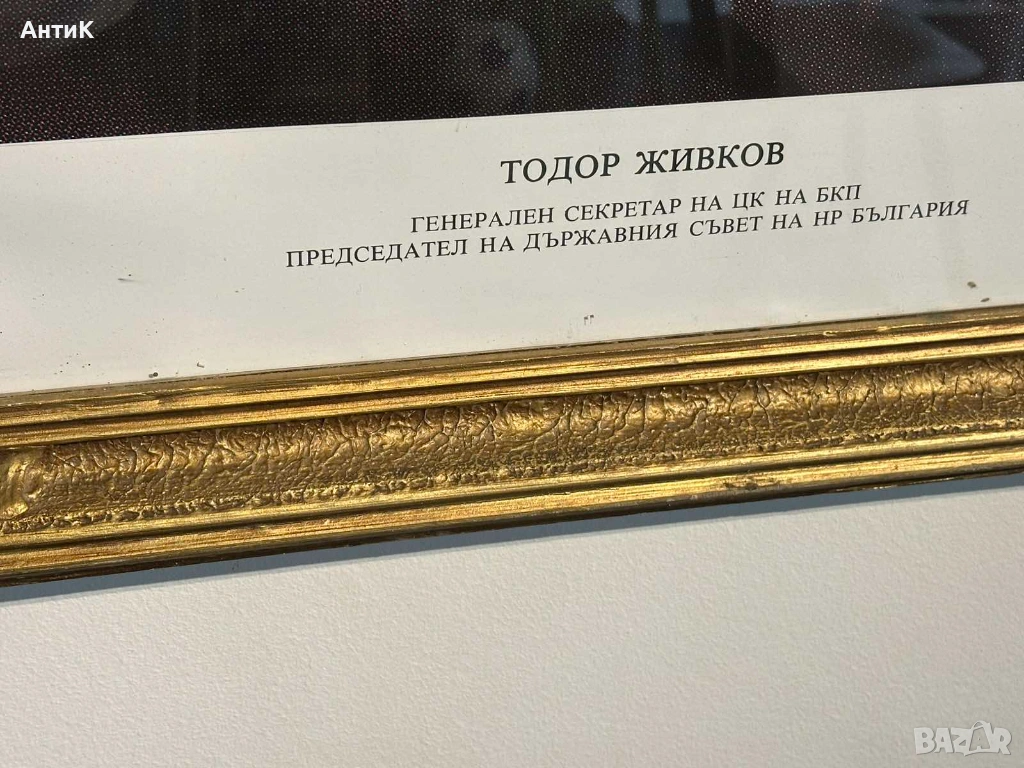 АнтиК
ТОДОР ЖИВКОВ
ГЕНЕРАЛЕН СЕКРЕТАР НА ЦК НА БКП
ПРЕДСЕДАТЕЛ НА ДЪРЖАВНИЯ СЪВЕТ НА НР БЪЛГАРИЯ
BAZAR